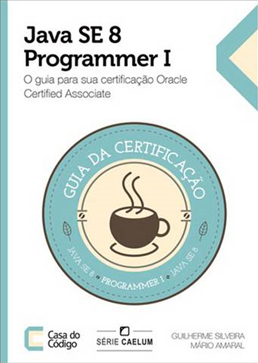 Java SE 8
Programmer I
O guia para sua certificação Oracle
Certified Associate
GUIA DA CERTIFICAÇÃO
JAVA SE 8 • PROGRAMMER I • JAVA SE 8
Casa do
Código
SÉRIE CAELUM
GUILHERME SILVEIRA
MÁRIO AMARAL